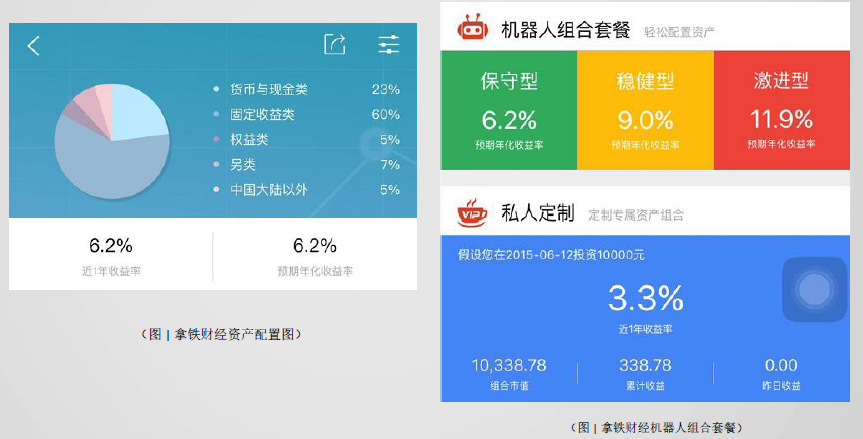 货币与现金类 23%
固定收益类 60%
权益类 5%
另类 7%
中国大陆以外 5%
6.2% 6.2%
近1年收益率 预期年化收益率
（图 | 拿铁财经资产配置图）
机器人组合套餐 轻松配置资产
保守型 稳健型 激进型
6.2% 9.0% 11.9%
预期年化收益率 预期年化收益率 预期年化收益率
VIP 私人定制 定制专属资产组合
假设您在2015-06-12投资10000元
3.3%
近1年收益率
10,338.78 338.78 0.00
组合市值 累计收益 昨日收益
（图 | 拿铁财经机器人组合套餐）